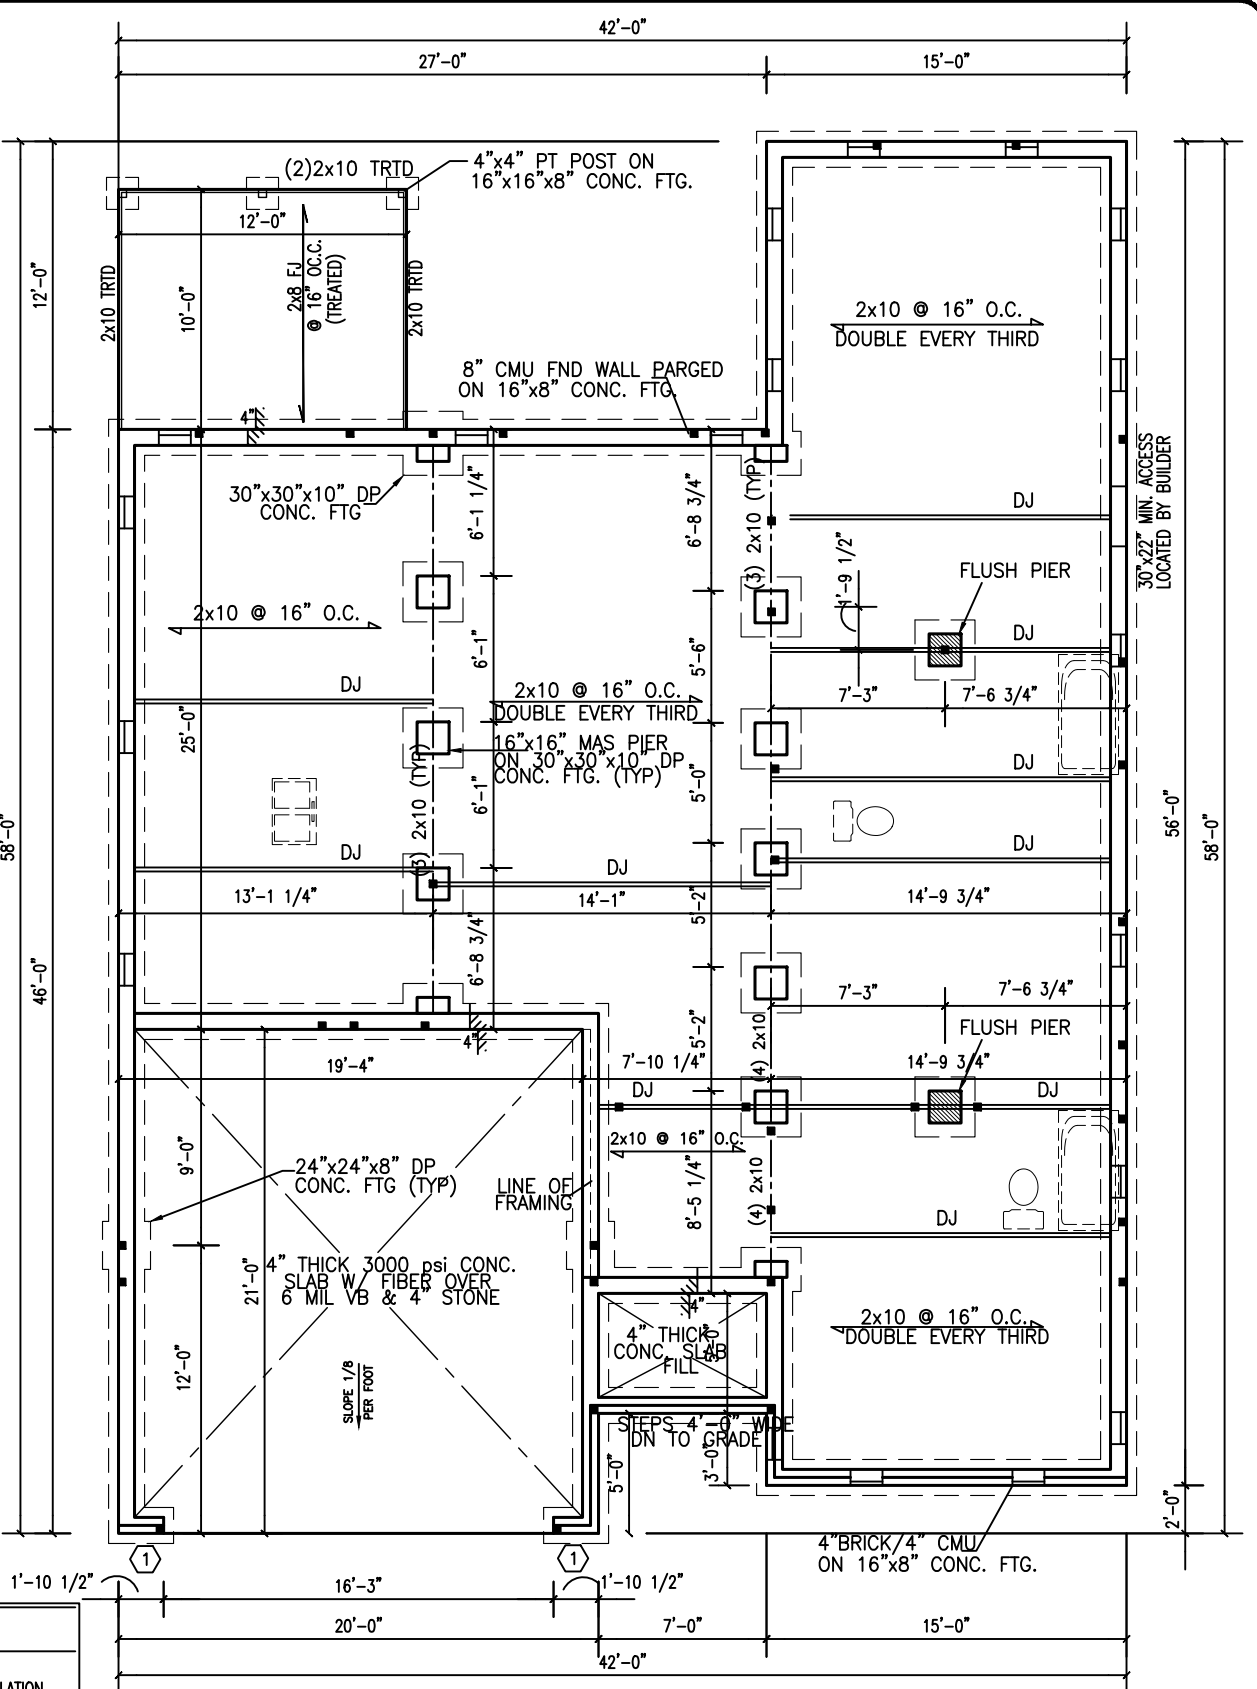 42'-0"
27'-0"
15'-0"
(2)2x10 TRTD
4"x4" PT POST ON
16"x16"x8" CONC. FTG.
12'-0"
12'-0"
2x10 TRTD
10'-0"
2x8 FJ
@ 16" OC.C.
(TREATED)
2x10 TRTD
2x10 @ 16" O.C.
DOUBLE EVERY THIRD
8" CMU FND WALL PARGED
ON 16"x8" CONC. FTG.
4"
30"x30"x10" DP
CONC. FTG
6'-1 1/4"
6'-8 3/4"
(3) 2x10 (TYP)
DJ
30"x22" MIN. ACCESS
LOCATED BY BUILDER
1'-9 1/2"
FLUSH PIER
2x10 @ 16" O.C.
DJ
6'-1"
5'-6"
DJ
2x10 @ 16" O.C.
DOUBLE EVERY THIRD
7'-3"
7'-6 3/4"
25'-0"
16"x16" MAS PIER
ON 30"x30"x10" DP
CONC. FTG. (TYP)
(3) 2x10 (TYP)
6'-1"
5'-0"
DJ
58'-0"
56'-0"
58'-0"
DJ
DJ
DJ
13'-1 1/4"
14'-1"
5'-2"
14'-9 3/4"
46'-0"
6'-8 3/4"
7'-3"
7'-6 3/4"
4"
5'-2"
(4) 2x10
FLUSH PIER
19'-4"
7'-10 1/4"
14'-9 3/4"
DJ
DJ
2x10 @ 16" O.C.
9'-0"
24"x24"x8" DP
CONC. FTG (TYP)
LINE OF
FRAMING
8'-5 1/4"
(4) 2x10
DJ
21'-0"
4" THICK 3000 psi CONC.
SLAB W/ FIBER OVER
6 MIL VB & 4" STONE
4"
4" THICK
CONC. SLAB
FILL
5'-0"
2x10 @ 16" O.C.
DOUBLE EVERY THIRD
12'-0"
SLOPE 1/8
PER FOOT
STEPS 4'-0" WIDE
DN TO GRADE
5'-0"
3'-0"
2'-0"
4"BRICK/4" CMU
ON 16"x8" CONC. FTG.
1
1
1'-10 1/2"
16'-3"
1'-10 1/2"
20'-0"
7'-0"
15'-0"
42'-0"